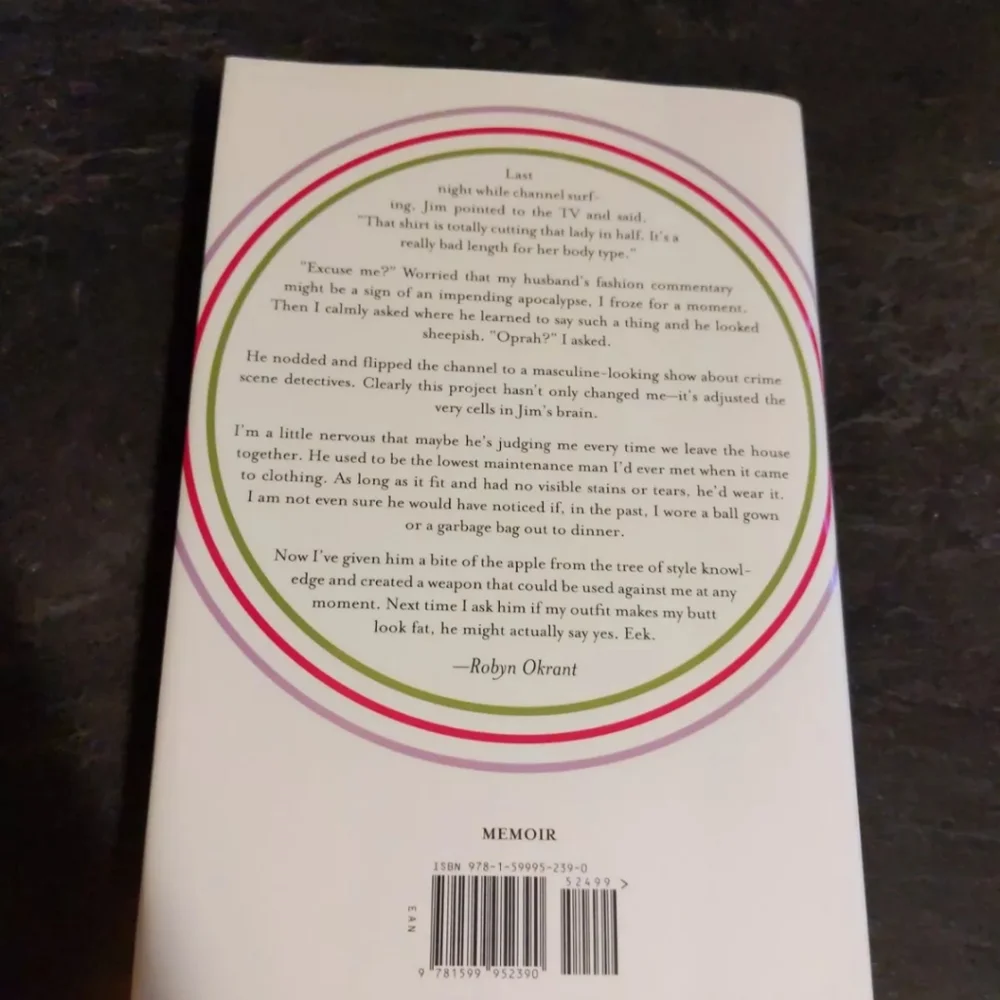 Last
night while channel surf-
ing, Jim pointed to the TV and said,
"That shirt is totally cutting that lady in half. It's a
really bad length for her body type."
"Excuse me?" Worried that my husband's fashion commentary
might be a sign of an impending apocalypse, I froze for a moment.
Then I calmly asked where he learned to say such a thing and he looked
sheepish. "Oprah?" I asked.
He nodded and flipped the channel to a masculine-looking show about crime
scene detectives. Clearly this project hasn't only changed me—it's adjusted the
very cells in Jim's brain.
I'm a little nervous that maybe he's judging me every time we leave the house
together. He used to be the lowest maintenance man I'd ever met when it came
to clothing. As long as it fit and had no visible stains or tears, he'd wear it.
I am not even sure he would have noticed if, in the past, I wore a ball gown
or a garbage bag out to dinner.
Now I've given him a bite of the apple from the tree of style knowl-
edge and created a weapon that could be used against me at any
moment. Next time I ask him if my outfit makes my butt
look fat, he might actually say yes. Eek.
—Robyn Okrant
MEMOIR
ISBN 978-1-59995-239-0
52499 >
EAN
9 781599 952390